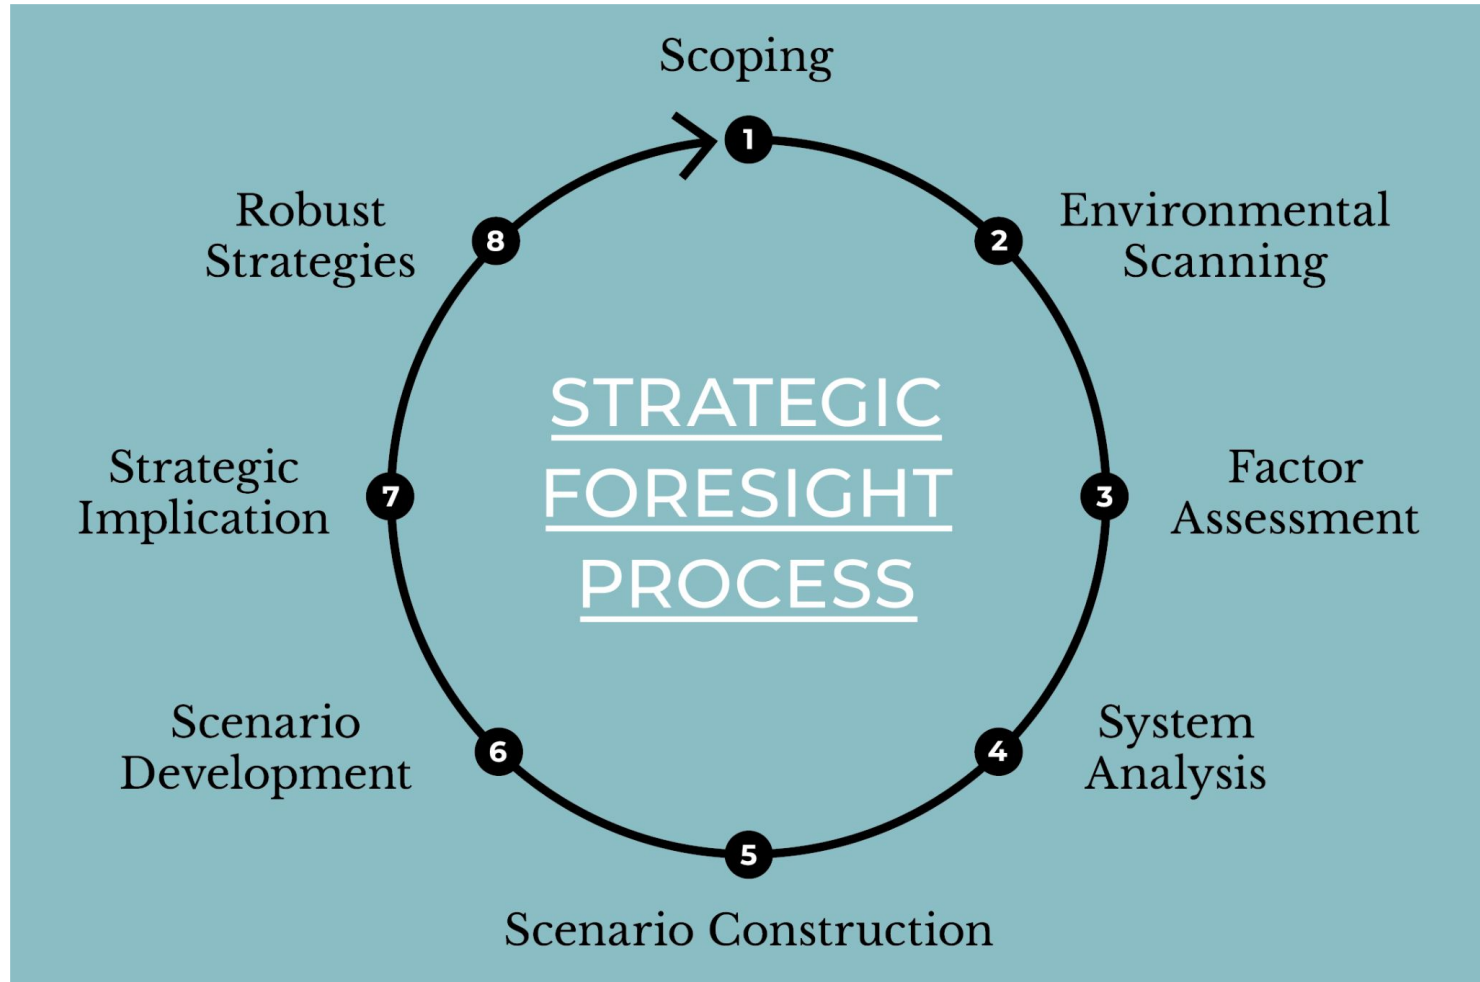 Scoping
1
2
Environmental
Scanning
3
Factor
Assessment
4
System
Analysis
5
Scenario Construction
6
Scenario
Development
7
Strategic
Implication
8
Robust
Strategies
STRATEGIC
FORESIGHT
PROCESS